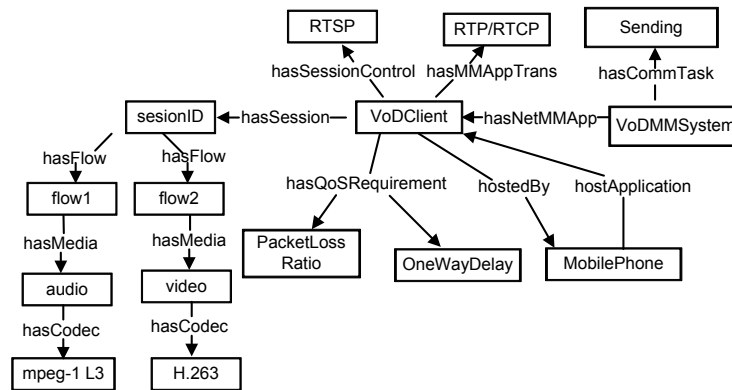 RTSP
RTP/RTCP
Sending
hasSessionControl
hasMMAppTrans
hasCommTask
sesionID
hasSession
VoDClient
hasNetMMApp
VoDMMSystem
hasFlow
hasFlow
hasQoSRequirement
hostedBy
hostApplication
flow1
flow2
hasMedia
hasMedia
PacketLoss
Ratio
OneWayDelay
MobilePhone
audio
video
hasCodec
hasCodec
mpeg-1 L3
H.263